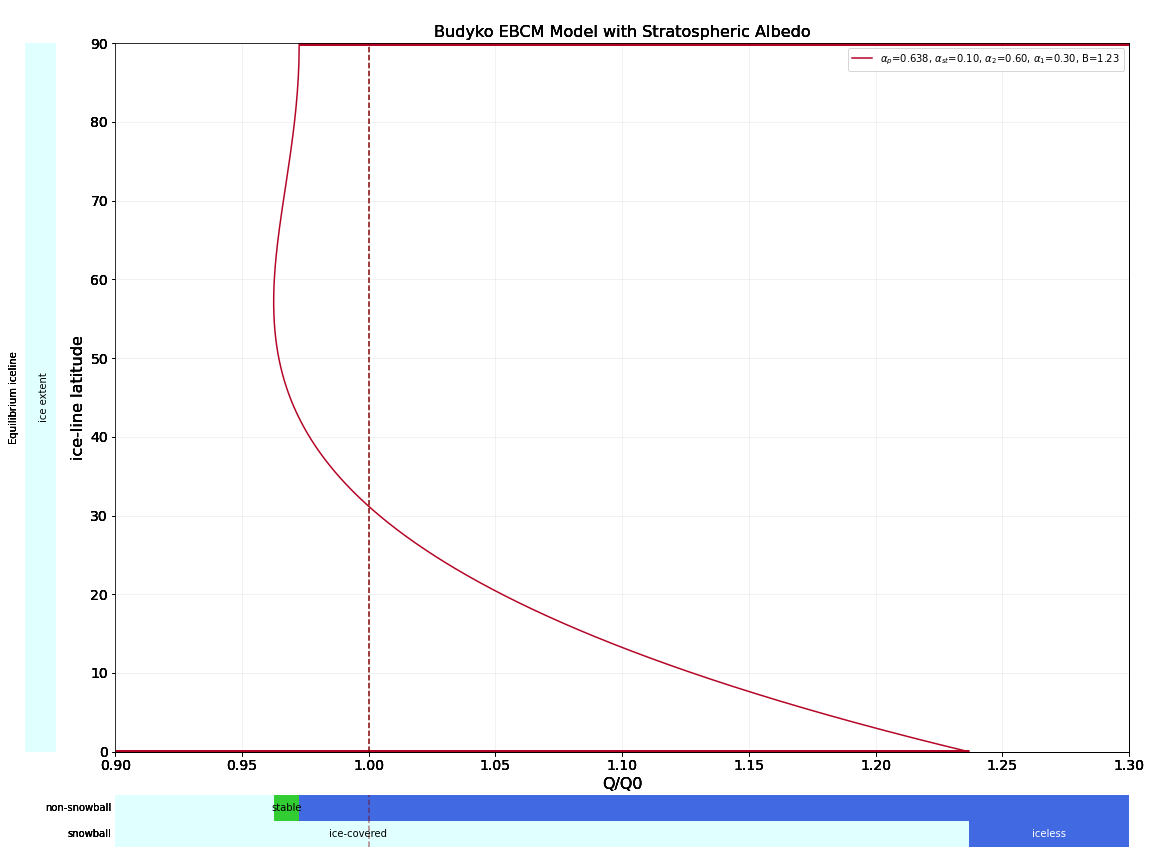 Budyko EBCM Model with Stratospheric Albedo
αp=0.638, αst=0.10, α2=0.60, α1=0.30, B=1.23
90
80
70
60
50
40
30
20
10
0
Equilibrium iceline
ice extent
ice-line latitude
0.90 0.95 1.00 1.05 1.10 1.15 1.20 1.25 1.30
Q/Q0
non-snowball stable
snowball ice-covered iceless